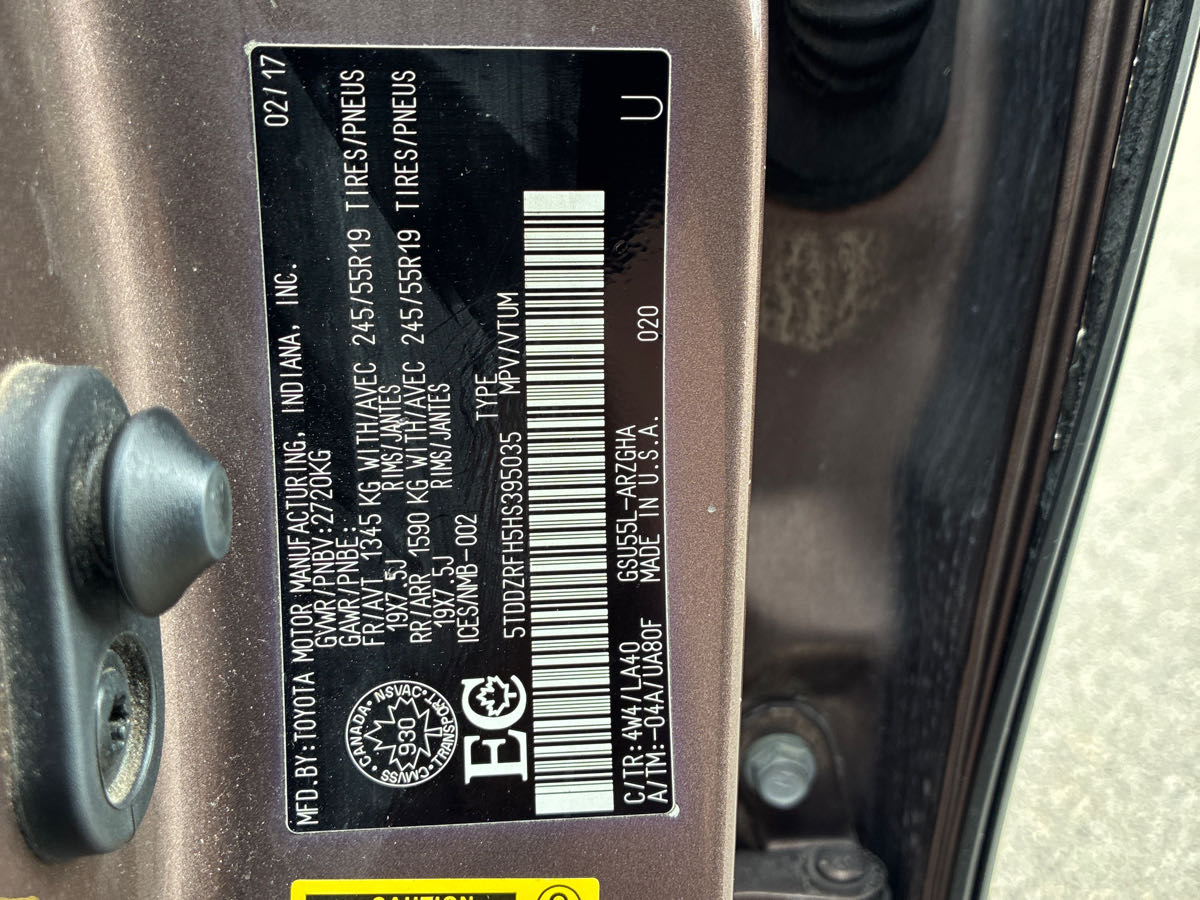 MFD.BY:TOYOTA MOTOR MANUFACTURING, INDIANA, INC. 02/17
GVWR/PNBV:2720KG
GAWR/PNBE:
FR/AVT 1345 KG WITH/AVEC 245/55R19 TIRES/PNEUS
19X7.5J RIMS/JANTES
RR/ARR 1590 KG WITH/AVEC 245/55R19 TIRES/PNEUS
19X7.5J RIMS/JANTES
ICES/NMB-002 TYPE
5TDDZRFH5HS395035 MPV/VTUM
CANADA • NSVAC • TRANSPORT • CMVSS •
930
EC
C/TR:4W4/LA40 GSU55L-ARZGHA
A/TM:-04A/UA80F MADE IN U.S.A. 020
U
CAUTION